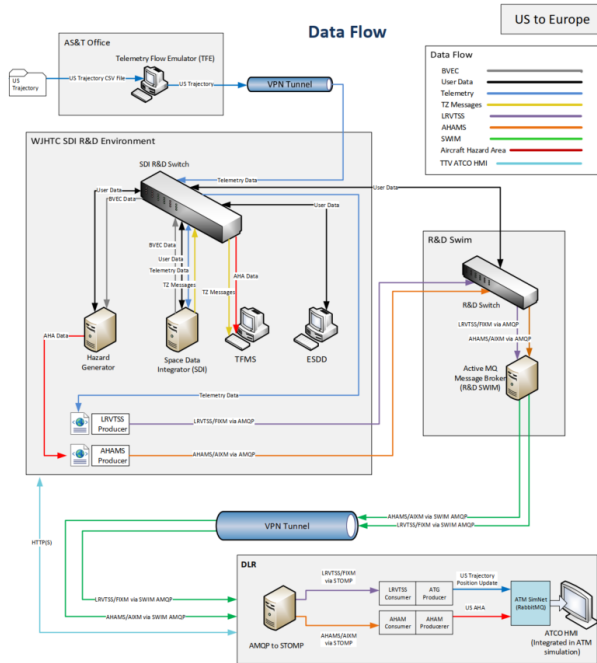 Data Flow
US to Europe
AS&T Office
Telemetry Flow Emulator (TFE)
US
Trajectory
US Trajectory CSV File
US Trajectory
VPN Tunnel
Data Flow
BVEC
User Data
Telemetry
TZ Messages
LRVTSS
AHAMS
SWIM
Aircraft Hazard Area
TTV ATCO HMI
WJHTC SDI R&D Environment
SDI R&D Switch
Telemetry Data
User Data
User Data
BVEC Data
User Data
BVEC Data
User Data
Telemetry Data
TZ Messages
TZ Messages
AHA Data
AHA Data
Hazard
Generator
Space Data
Integrator (SDI)
TFMS
ESDD
Telemetry Data
LRVTSS
Producer
LRVTSS/FIXM via AMQP
AHAMS
Producer
AHAMS/AIXM via AMQP
R&D Swim
R&D Switch
LRVTSS/FIXM via AMQP
AHAMS/AIXM via AMQP
Active MQ
Message Broker
(R&D SWIM)
AHAMS/AIXM via SWIM AMQP
LRVTSS/FIXM via SWIM AMQP
VPN Tunnel
HTTP(S)
LRVTSS/FIXM via SWIM AMQP
AHAMS/AIXM via SWIM AMQP
DLR
AMQP to STOMP
LRVTSS/FIXM
via STOMP
LRVTSS
Consumer
ATG
Producer
US Trajectory
Position Update
AHAMS/AIXM
via STOMP
AHAM
Consumer
AHAM
Producerer
US AHA
ATM SimNet
(RabbitMQ)
ATCO HMI
(Integrated in ATM
simulation)